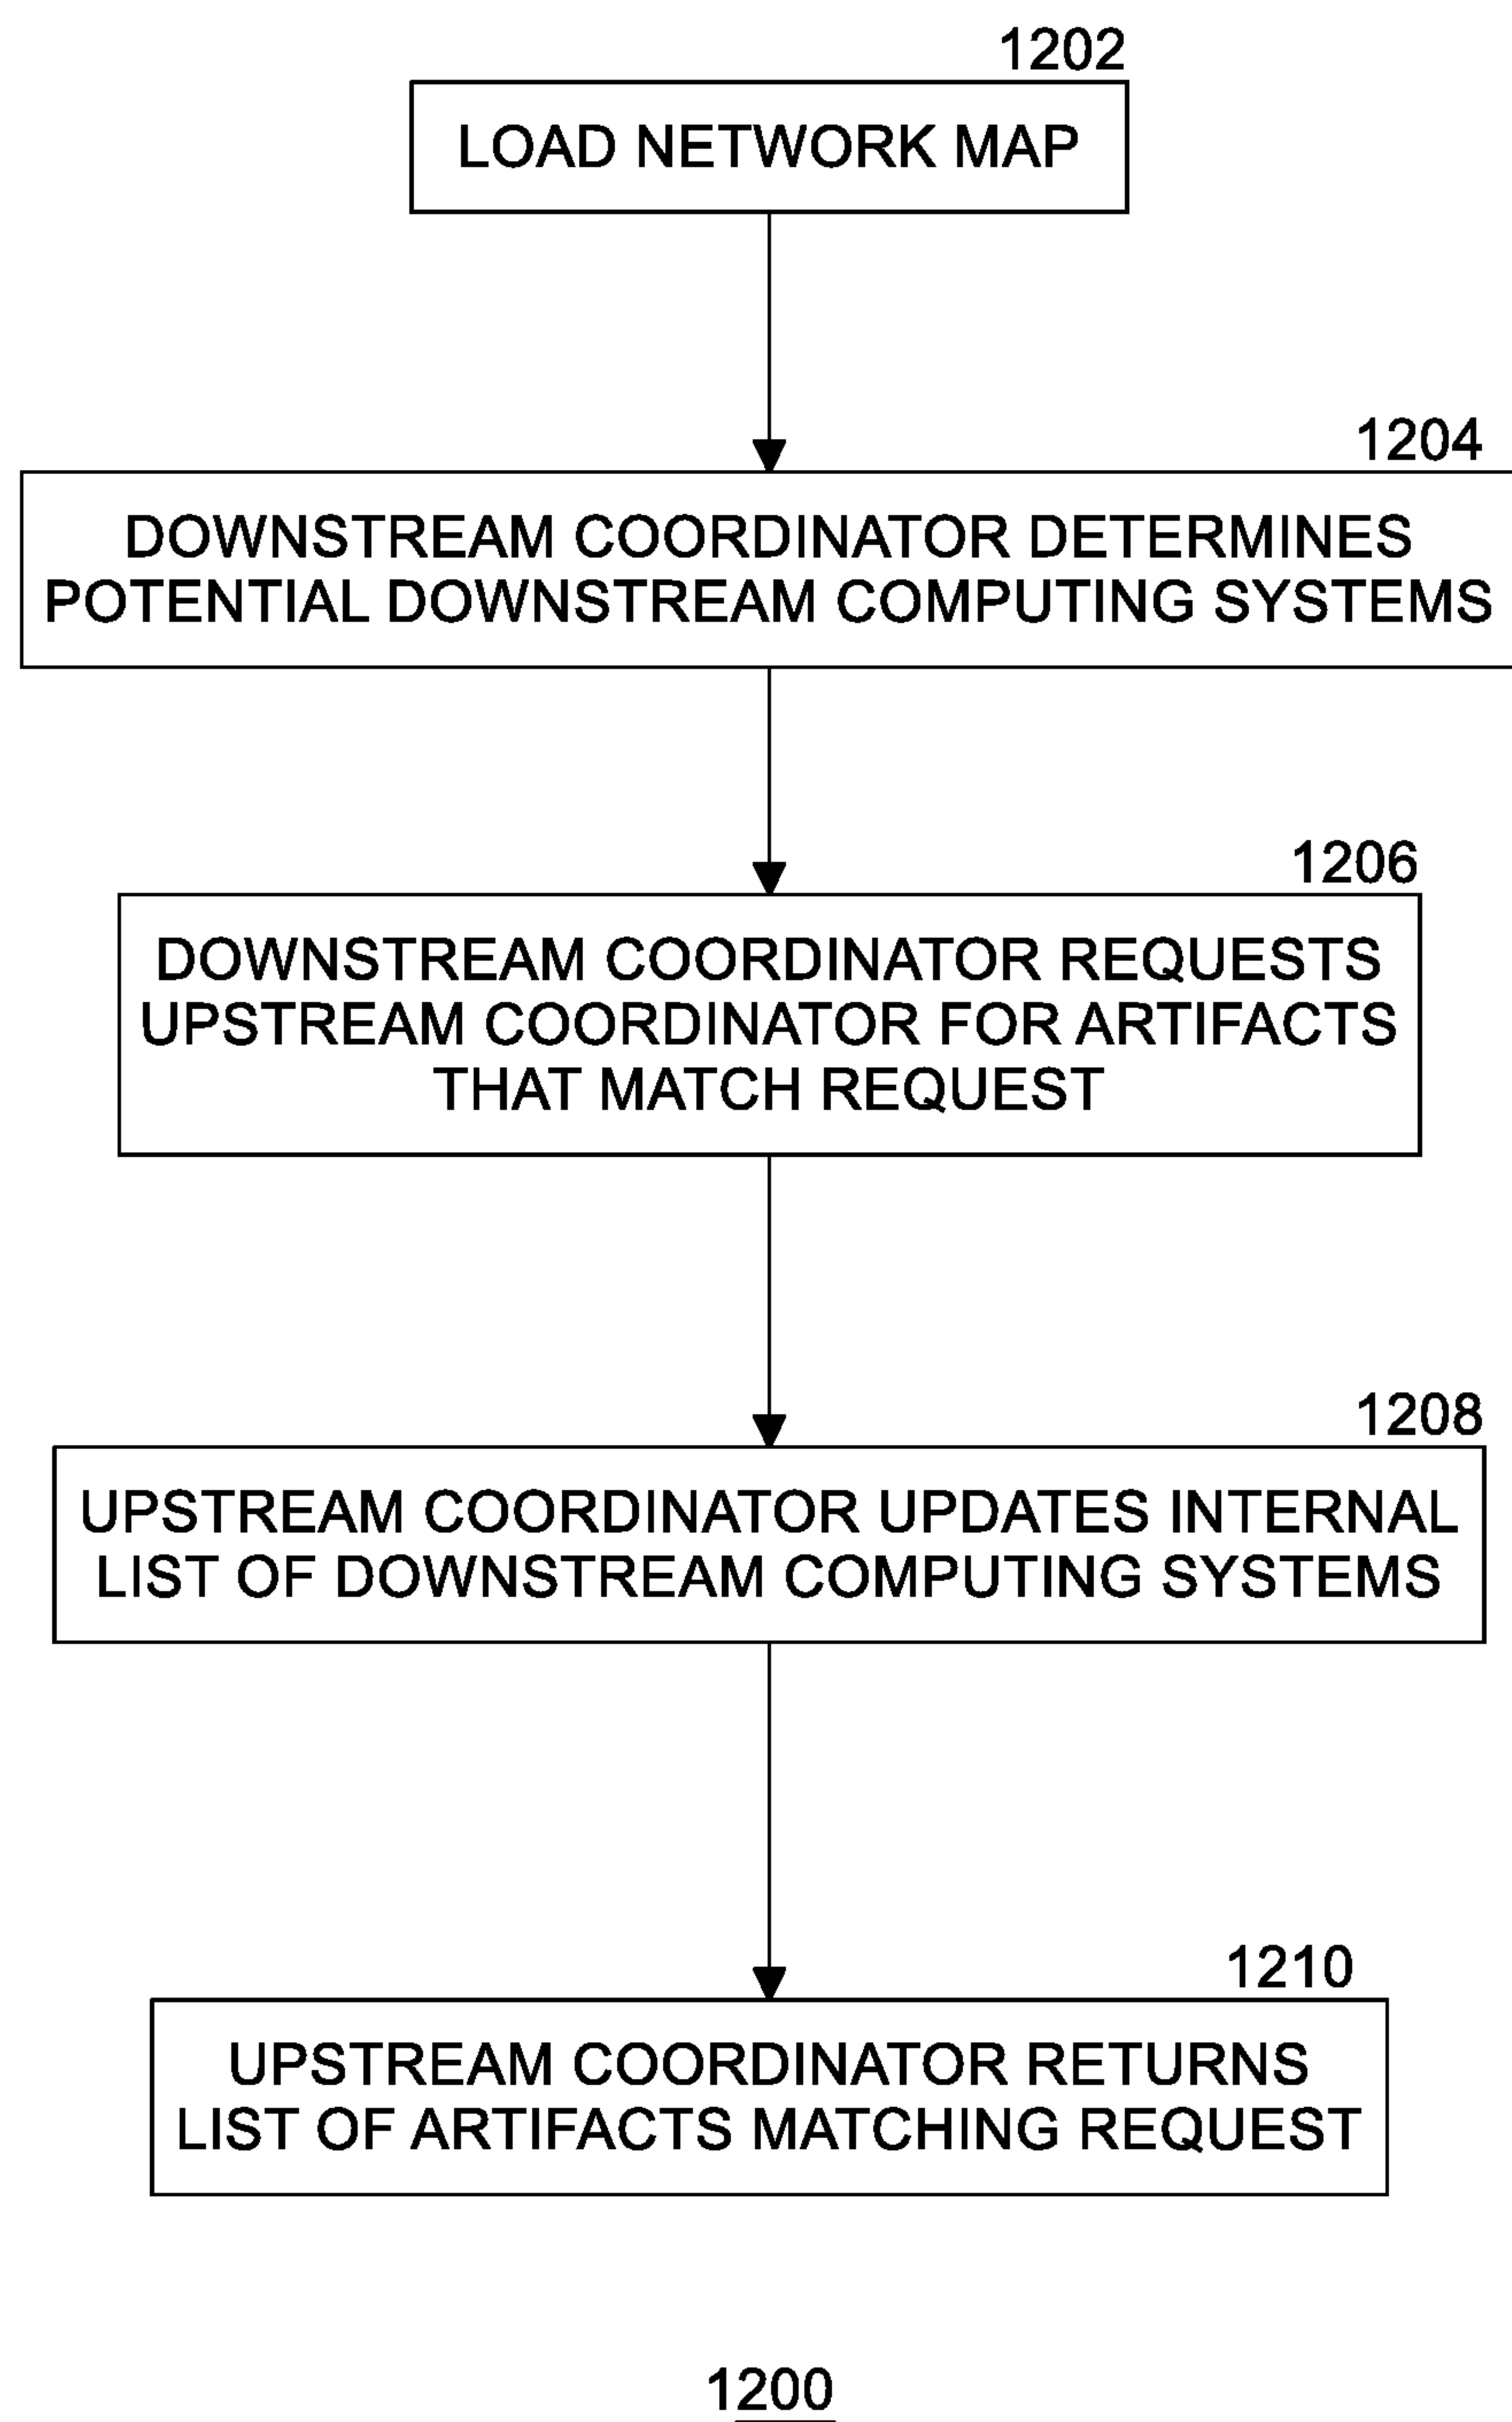 1202
LOAD NETWORK MAP
1204
DOWNSTREAM COORDINATOR DETERMINES
POTENTIAL DOWNSTREAM COMPUTING SYSTEMS
1206
DOWNSTREAM COORDINATOR REQUESTS
UPSTREAM COORDINATOR FOR ARTIFACTS
THAT MATCH REQUEST
1208
UPSTREAM COORDINATOR UPDATES INTERNAL
LIST OF DOWNSTREAM COMPUTING SYSTEMS
1210
UPSTREAM COORDINATOR RETURNS
LIST OF ARTIFACTS MATCHING REQUEST
1200